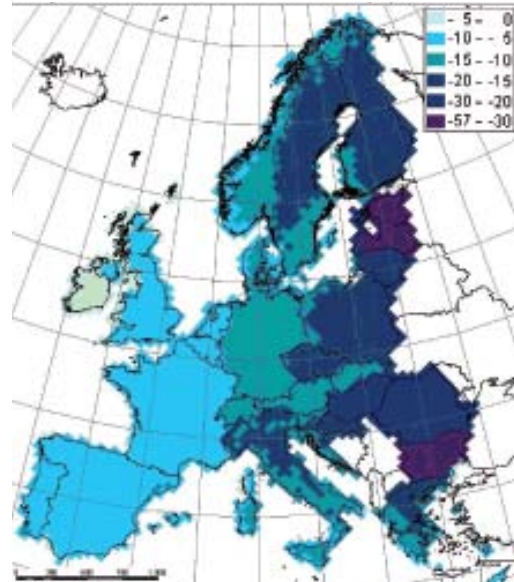 - 5 = 0
-10 - - 5
-15 = -10
-20 = -15
-30 = -20
-57 = -30